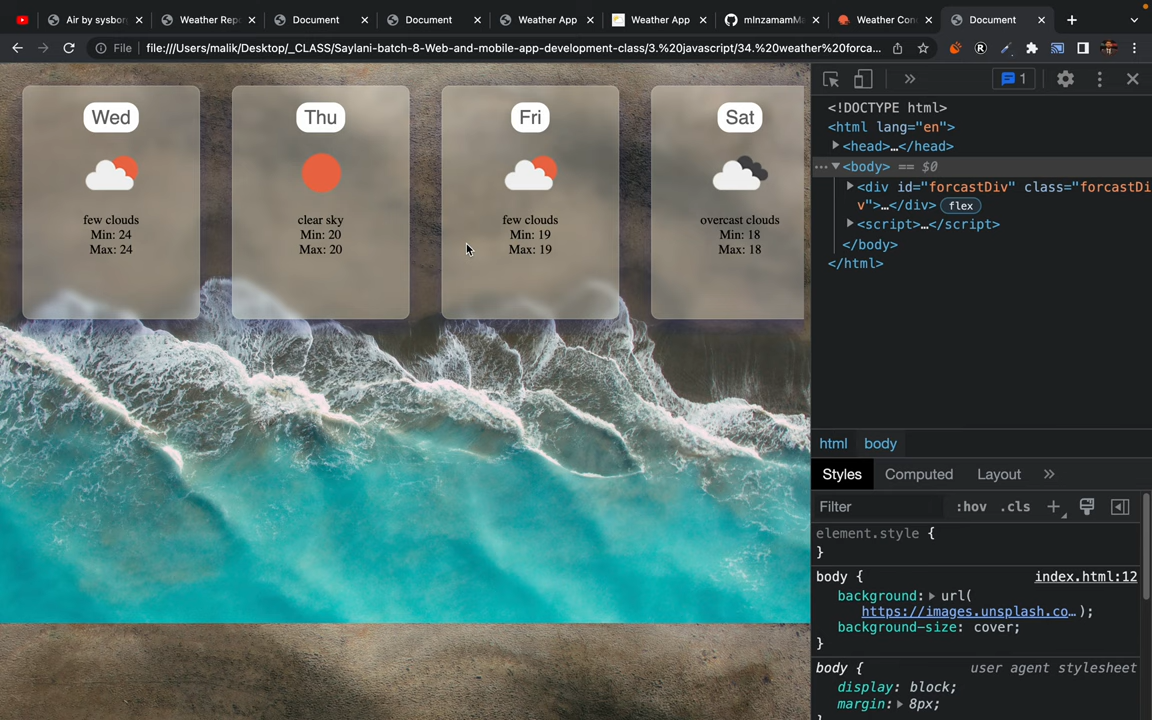 Air by sysbor
Weather Rep
Document
Document
Weather App
Weather App
mInzamamMa
Weather Con
Document
File
file:///Users/malik/Desktop/_CLASS/Saylani-batch-8-Web-and-mobile-app-development-class/3.%20javascript/34.%20weather%20forca...
Wed
few clouds
Min: 24
Max: 24
Thu
clear sky
Min: 20
Max: 20
Fri
few clouds
Min: 19
Max: 19
Sat
overcast clouds
Min: 18
Max: 18
1
<!DOCTYPE html>
<html lang="en">
<head>…</head>
<body> == $0
<div id="forcastDiv" class="forcastDi
v">…</div> flex
<script>…</script>
</body>
</html>
html body
Styles Computed Layout
Filter :hov .cls
element.style {
}
body { index.html:12
background: url(
https://images.unsplash.co… );
background-size: cover;
}
body { user agent stylesheet
display: block;
margin: 8px;